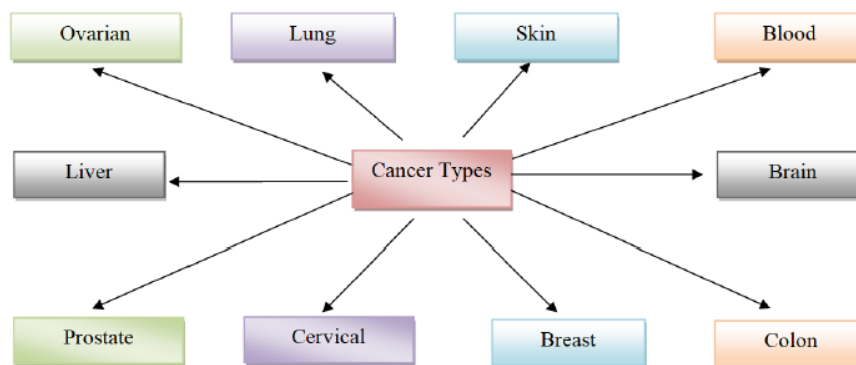 Ovarian
Lung
Skin
Blood
Liver
Cancer Types
Brain
Prostate
Cervical
Breast
Colon